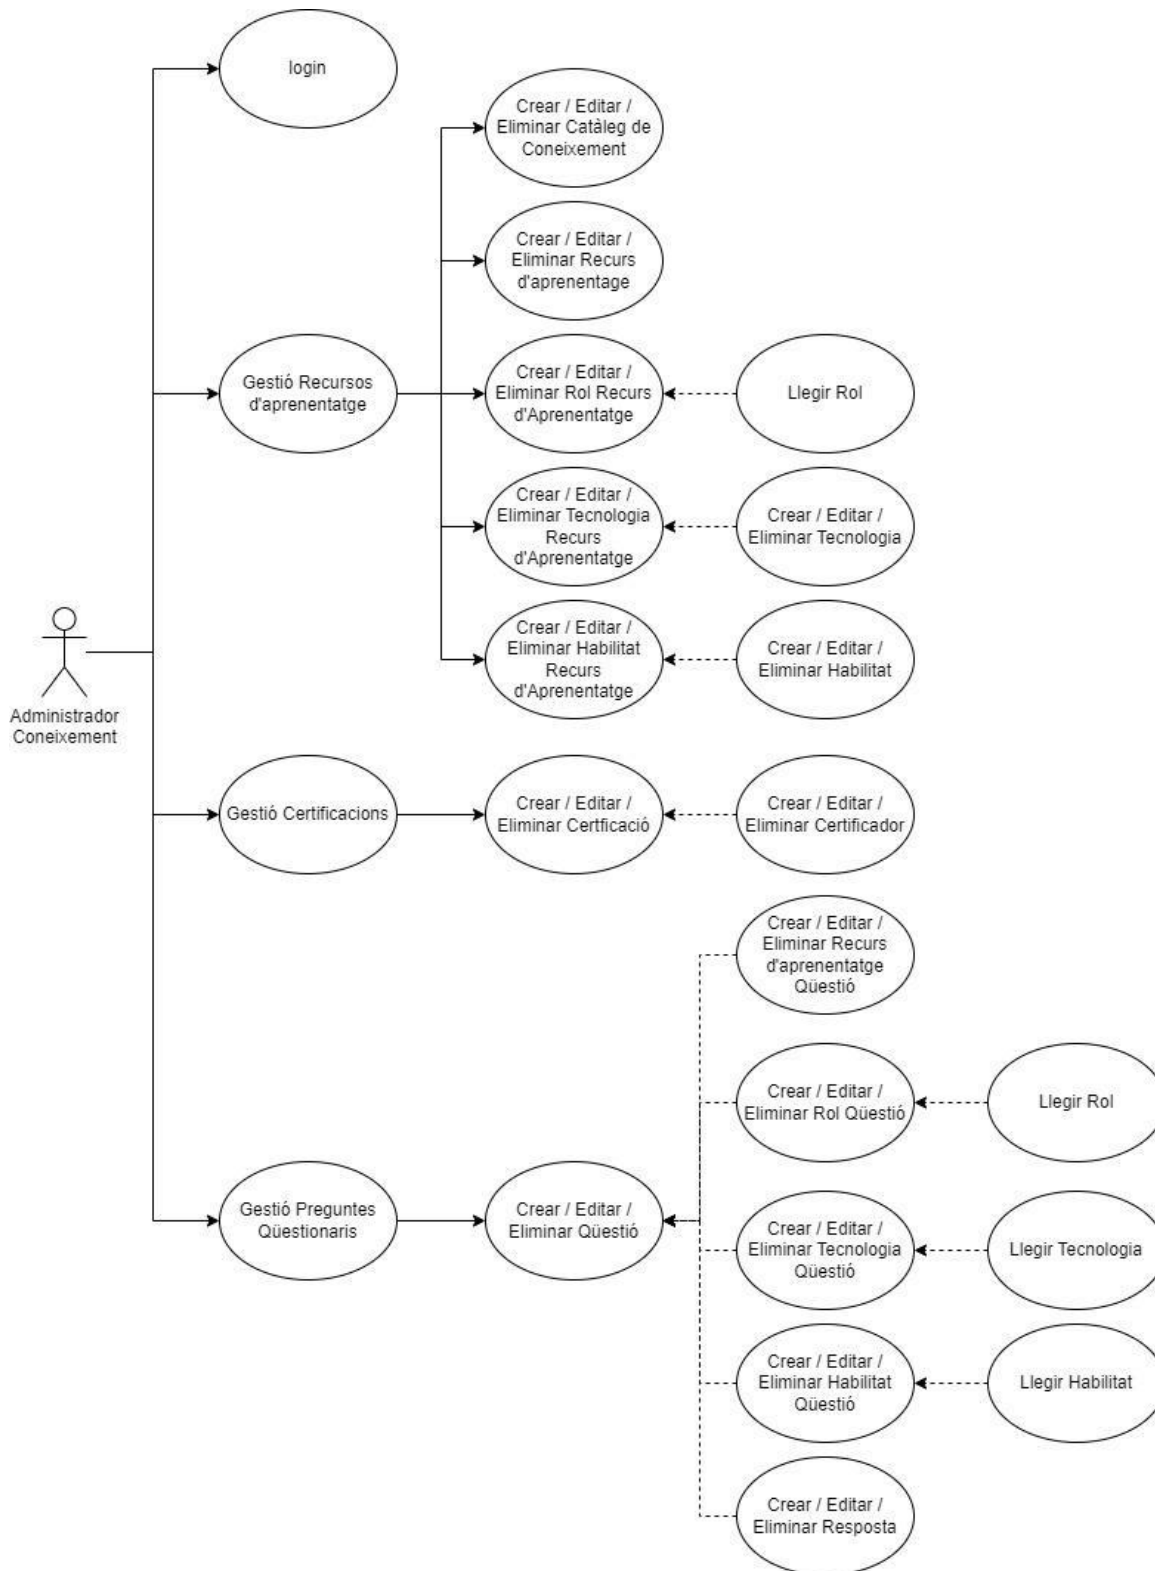 login
Crear / Editar /
Eliminar Catàleg de
Coneixement
Crear / Editar /
Eliminar Recurs
d'aprenentage
Gestió Recursos
d'aprenentatge
Crear / Editar /
Eliminar Rol Recurs
d'Aprenentatge
Llegir Rol
Crear / Editar /
Eliminar Tecnologia
Recurs
d'Aprenentatge
Crear / Editar /
Eliminar Tecnologia
Crear / Editar /
Eliminar Habilitat
Recurs
d'Aprenentatge
Crear / Editar /
Eliminar Habilitat
Administrador
Coneixement
Gestió Certificacions
Crear / Editar /
Eliminar Certficació
Crear / Editar /
Eliminar Certificador
Crear / Editar /
Eliminar Recurs
d'aprenentatge
Qüestió
Crear / Editar /
Eliminar Rol Qüestió
Llegir Rol
Gestió Preguntes
Qüestionaris
Crear / Editar /
Eliminar Qüestió
Crear / Editar /
Eliminar Tecnologia
Qüestió
Llegir Tecnologia
Crear / Editar /
Eliminar Habilitat
Qüestió
Llegir Habilitat
Crear / Editar /
Eliminar Resposta